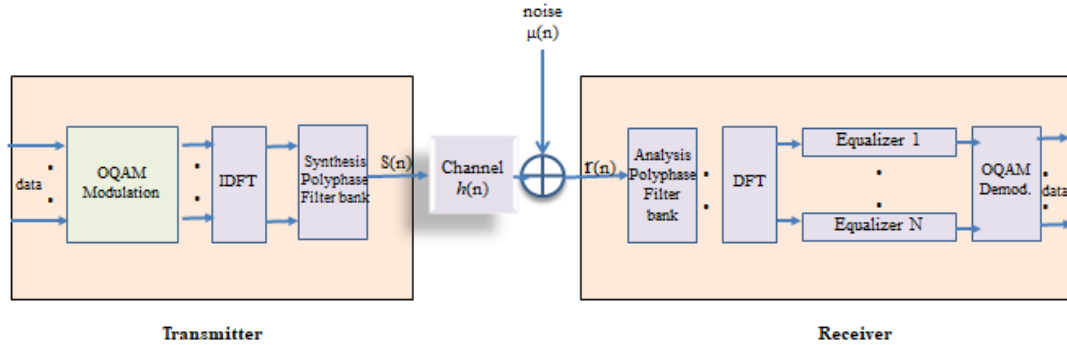 noise
μ(n)
data
OQAM
Modulation
IDFT
Synthesis
Polyphase
Filter bank
S(n)
Channel
h(n)
r(n)
Analysis
Polyphase
Filter
bank
DFT
Equalizer 1
Equalizer N
OQAM
Demod.
data
Transmitter
Receiver